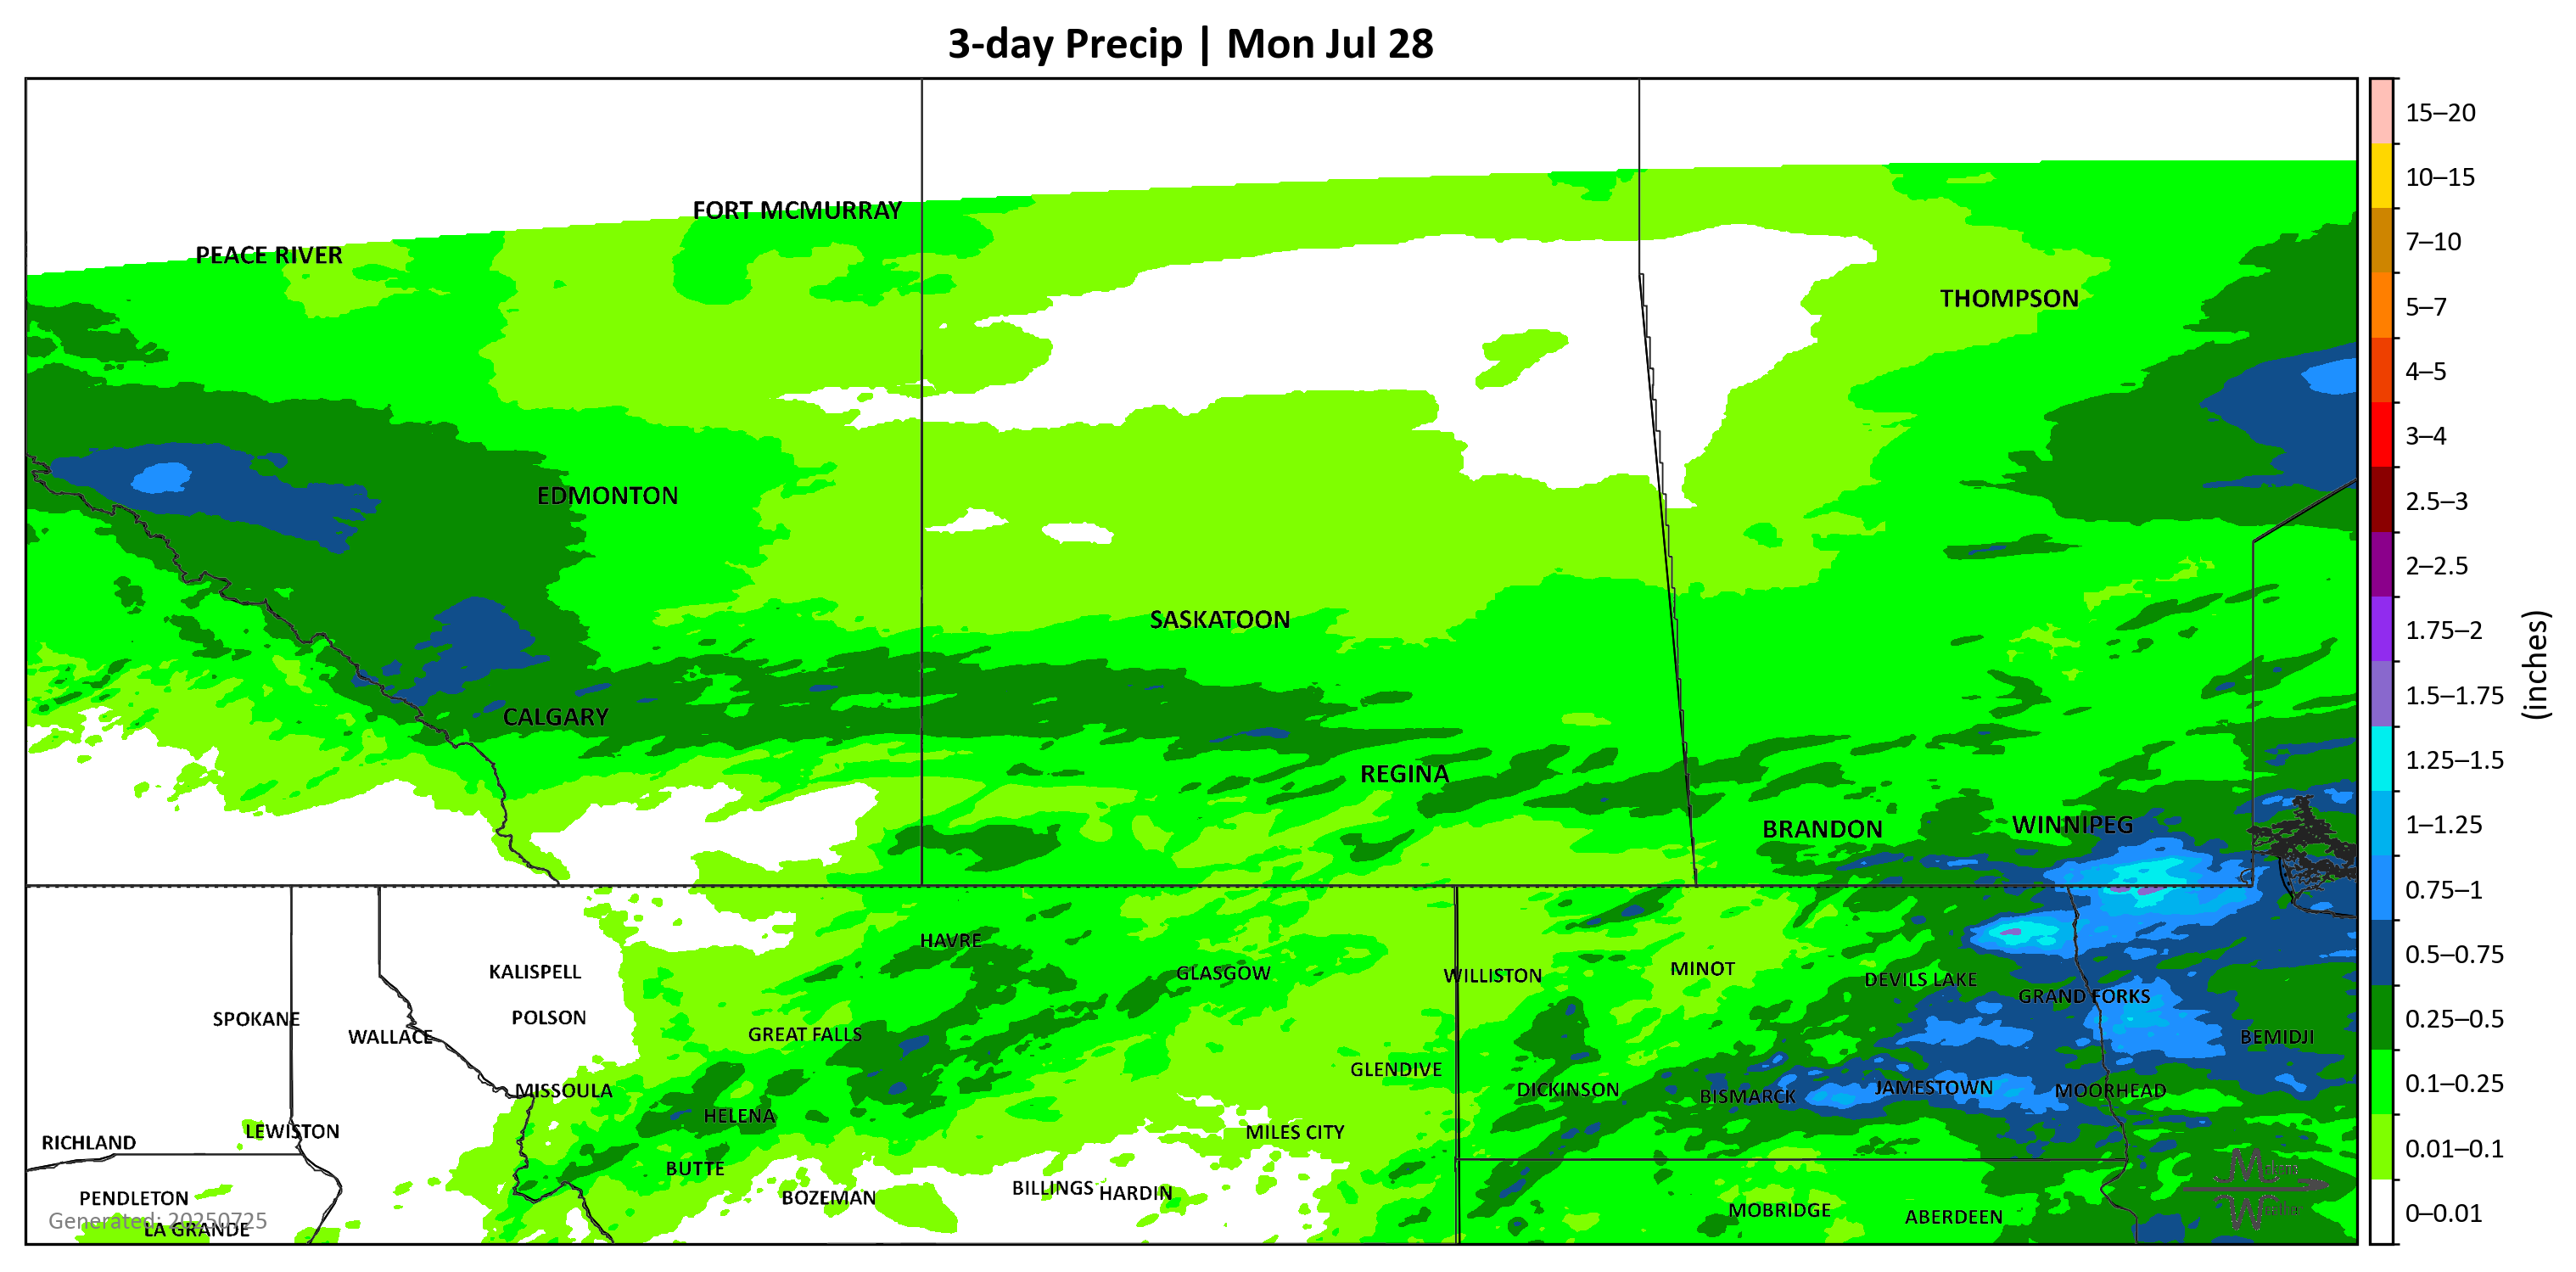 3-day Precip | Mon Jul 28
15–20
10–15
7–10
5–7
4–5
3–4
2.5–3
2–2.5
1.75–2
1.5–1.75
1.25–1.5
1–1.25
0.75–1
0.5–0.75
0.25–0.5
0.1–0.25
0.01–0.1
0–0.01
(inches)
FORT MCMURRAY
PEACE RIVER
THOMPSON
EDMONTON
SASKATOON
CALGARY
REGINA
BRANDON
WINNIPEG
HAVRE
KALISPELL
GLASGOW
WILLISTON
MINOT
DEVILS LAKE
GRAND FORKS
SPOKANE
POLSON
WALLACE
GREAT FALLS
BEMIDJI
GLENDIVE
MISSOULA
DICKINSON
BISMARCK
JAMESTOWN
MOORHEAD
HELENA
LEWISTON
RICHLAND
MILES CITY
BUTTE
PENDLETON
BOZEMAN
BILLINGS
HARDIN
MOBRIDGE
ABERDEEN
Generated: 20250725
LA GRANDE